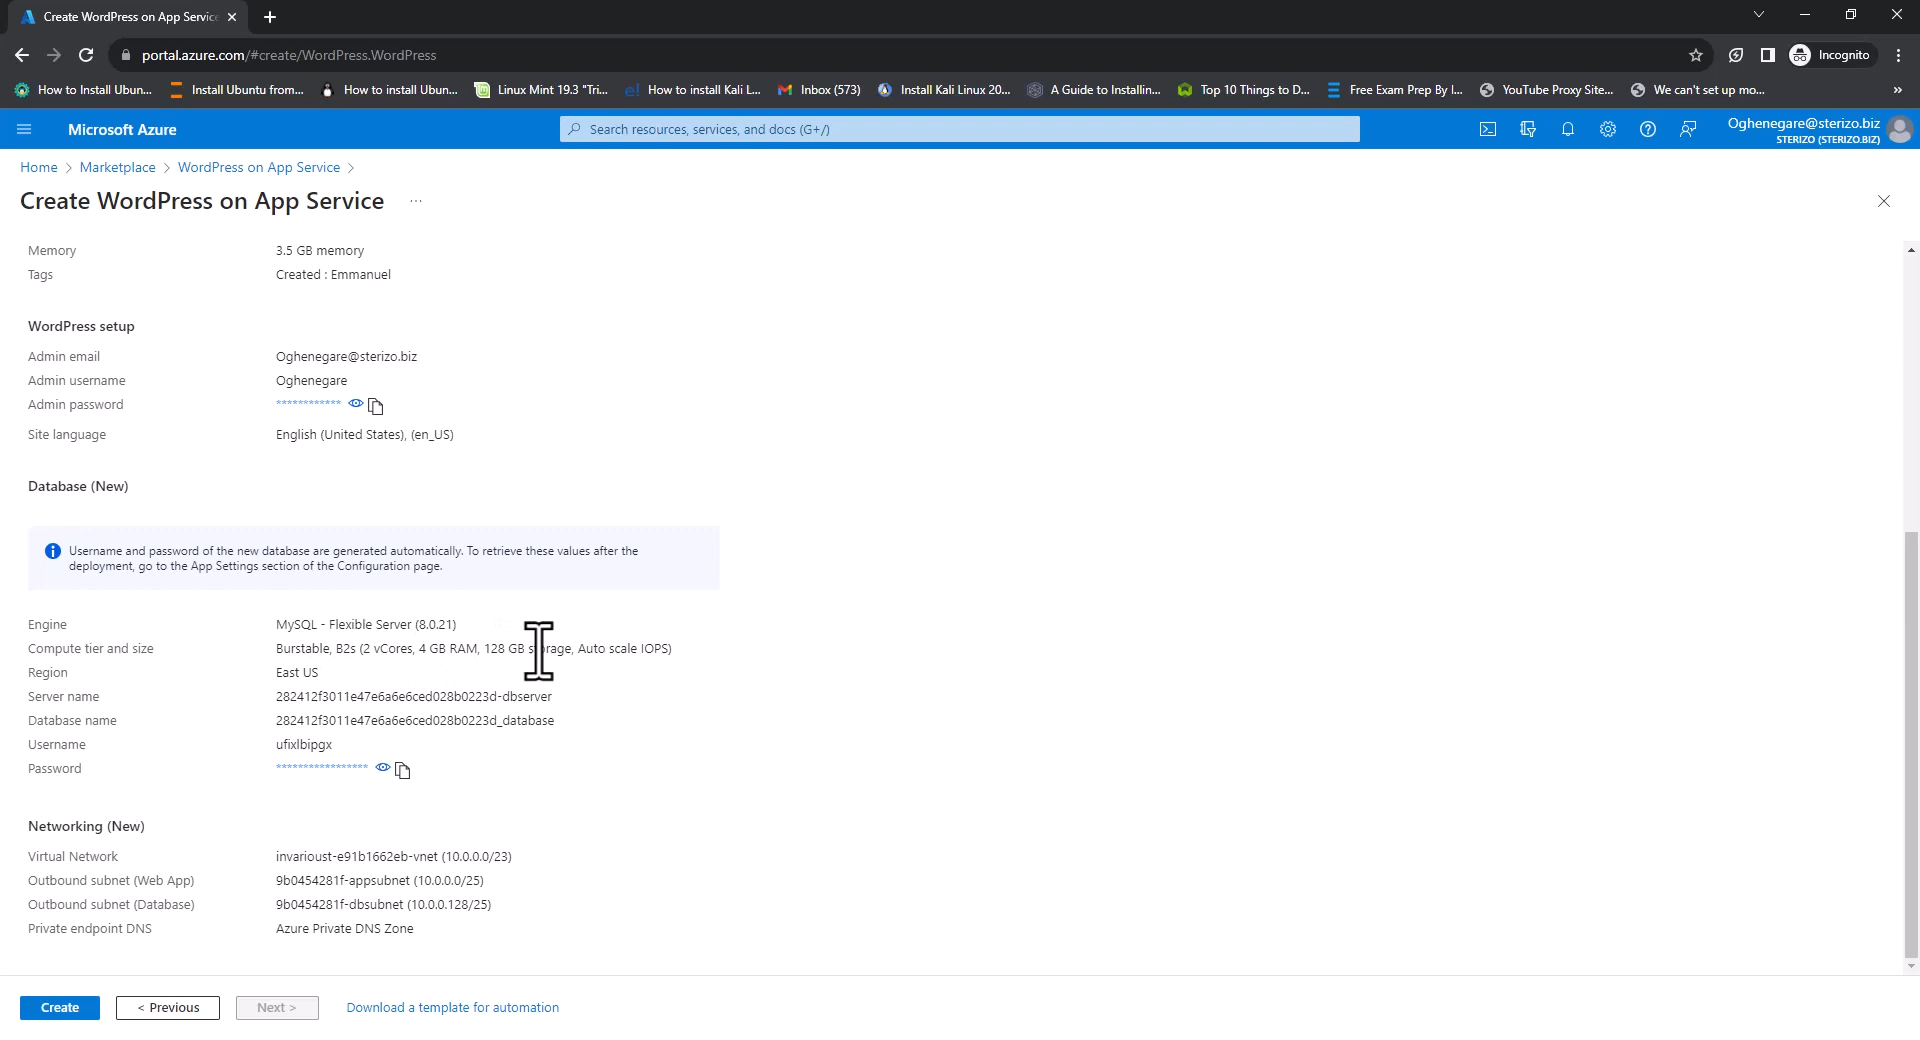 Create WordPress on App Service
portal.azure.com/#create/WordPress.WordPress
Incognito
How to Install Ubun...
Install Ubuntu from...
How to install Ubun...
Linux Mint 19.3 "Tri...
How to install Kali L...
Inbox (573)
Install Kali Linux 20...
A Guide to Installin...
Top 10 Things to D...
Free Exam Prep By I...
YouTube Proxy Site...
We can't set up mo...
Microsoft Azure
Search resources, services, and docs (G+/)
Oghenegare@sterizo.biz
STERIZO (STERIZO.BIZ)
Home > Marketplace > WordPress on App Service >
Create WordPress on App Service ...
Memory 3.5 GB memory
Tags Created : Emmanuel
WordPress setup
Admin email Oghenegare@sterizo.biz
Admin username Oghenegare
Admin password ************
Site language English (United States), (en_US)
Database (New)
Username and password of the new database are generated automatically. To retrieve these values after the
deployment, go to the App Settings section of the Configuration page.
Engine MySQL - Flexible Server (8.0.21)
Compute tier and size Burstable, B2s (2 vCores, 4 GB RAM, 128 GB storage, Auto scale IOPS)
Region East US
Server name 282412f3011e47e6a6e6ced028b0223d-dbserver
Database name 282412f3011e47e6a6e6ced028b0223d_database
Username ufixlbipgx
Password *****************
Networking (New)
Virtual Network invarioust-e91b1662eb-vnet (10.0.0.0/23)
Outbound subnet (Web App) 9b0454281f-appsubnet (10.0.0.0/25)
Outbound subnet (Database) 9b0454281f-dbsubnet (10.0.0.128/25)
Private endpoint DNS Azure Private DNS Zone
Create
< Previous
Next >
Download a template for automation